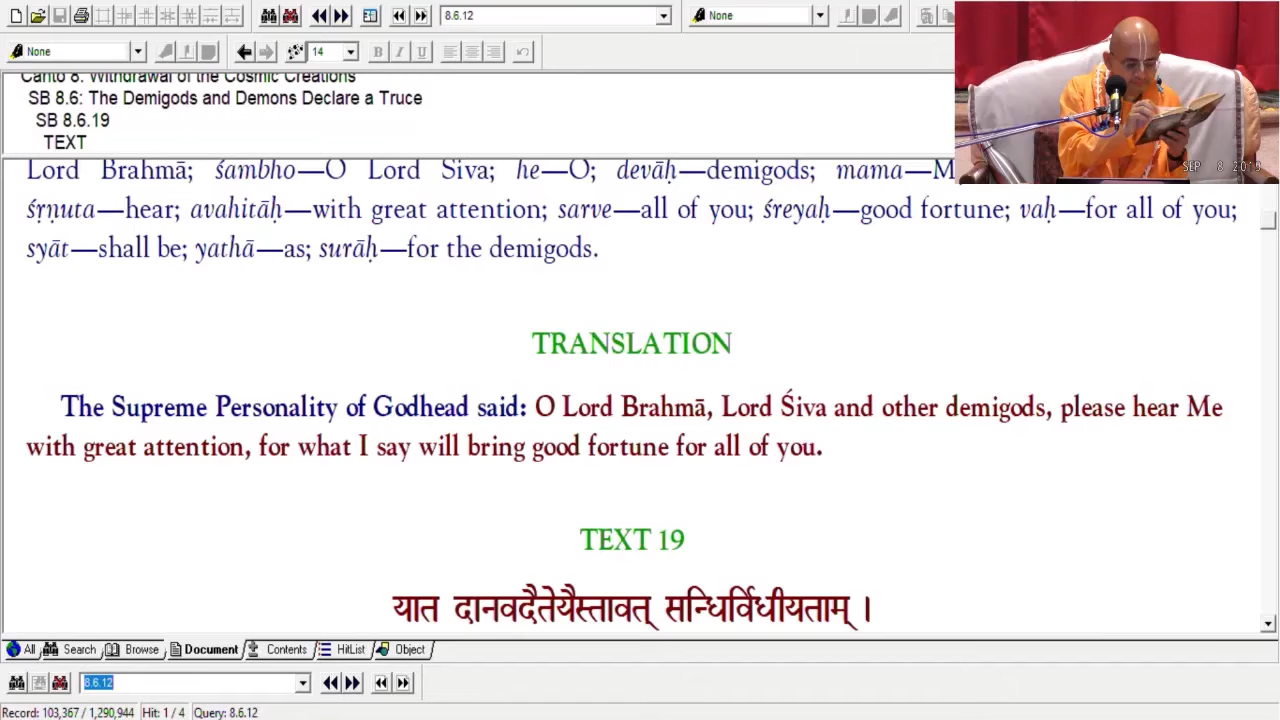 8.6.12
None
None
14
B I U
Canto 8: Withdrawal of the Cosmic Creations
SB 8.6: The Demigods and Demons Declare a Truce
SB 8.6.19
TEXT
Lord Brahmā; śambho—O Lord Siva; he—O; devāḥ—demigods; mama—M
śṛṇuta—hear; avahitāḥ—with great attention; sarve—all of you; śreyaḥ—good fortune; vaḥ—for all of you;
syāt—shall be; yathā—as; surāḥ—for the demigods.
TRANSLATION
The Supreme Personality of Godhead said: O Lord Brahmā, Lord Śiva and other demigods, please hear Me
with great attention, for what I say will bring good fortune for all of you.
TEXT 19
यात दानवदैतेयैस्तावत् सन्धिर्विधीयताम् ।
All Search Browse Document Contents HitList Object
8.6.12
Record: 103,367 / 1,290,944 Hit: 1 / 4 Query: 8.6.12
SEP 8 2019